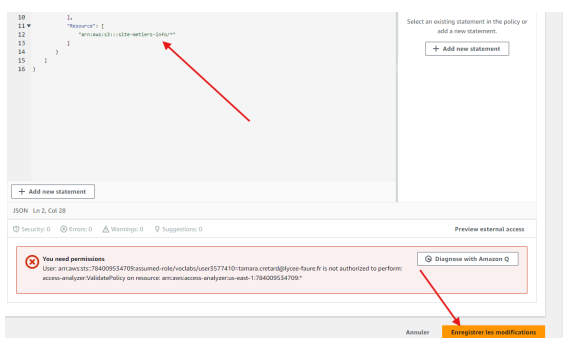 10 ],
11 "Resource": [
12 "arn:aws:s3:::site-metiers-info/*"
13 ]
14 }
15 ]
16 }
Select an existing statement in the policy or
add a new statement.
+ Add new statement
+ Add new statement
JSON Ln 2, Col 28
Security: 0 Errors: 0 Warnings: 0 Suggestions: 0 Preview external access
You need permissions
User: arn:aws:sts::784009534709:assumed-role/voclabs/user3577410=tamara.cretard@lycee-faure.fr is not authorized to perform:
access-analyzer:ValidatePolicy on resource: arn:aws:access-analyzer:us-east-1:784009534709:*
Diagnose with Amazon Q
Annuler Enregistrer les modifications